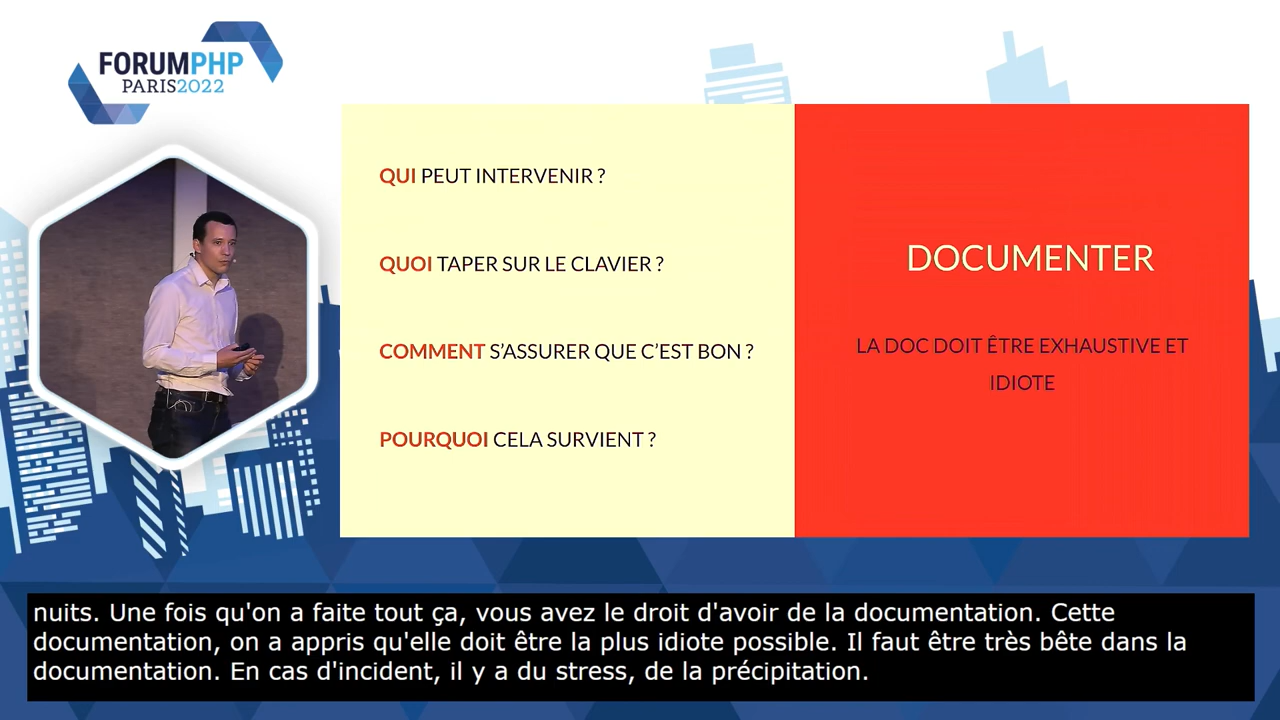 FORUMPHP
PARIS2022
QUI PEUT INTERVENIR ?
QUOI TAPER SUR LE CLAVIER ?
COMMENT S’ASSURER QUE C’EST BON ?
POURQUOI CELA SURVIENT ?
DOCUMENTER
LA DOC DOIT ÊTRE EXHAUSTIVE ET
IDIOTE
nuits. Une fois qu'on a faite tout ça, vous avez le droit d'avoir de la documentation. Cette
documentation, on a appris qu'elle doit être la plus idiote possible. Il faut être très bête dans la
documentation. En cas d'incident, il y a du stress, de la précipitation.